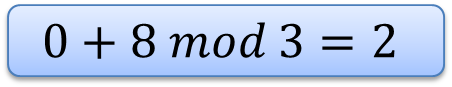 0 + 8 mod 3 = 2